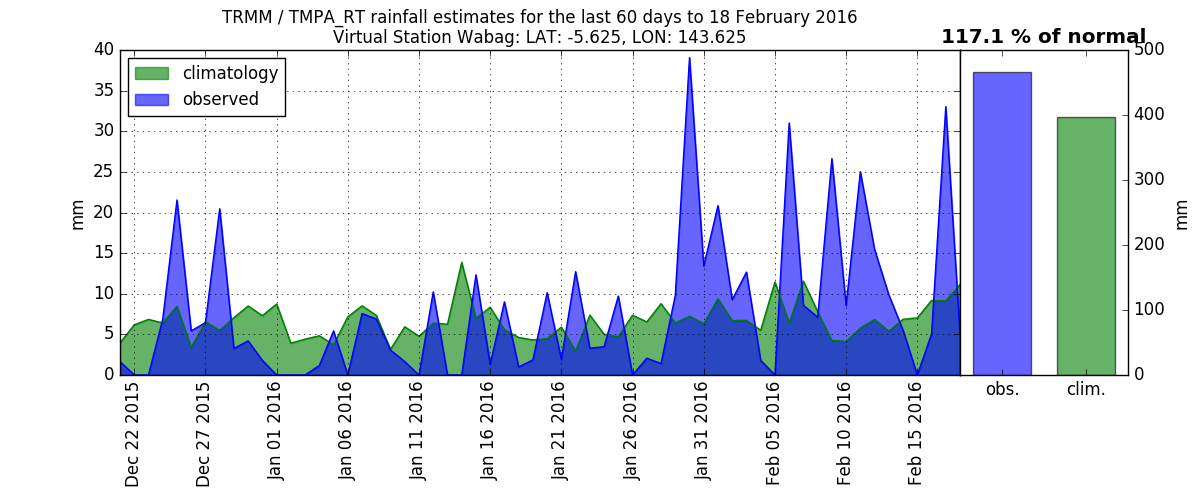 TRMM / TMPA_RT rainfall estimates for the last 60 days to 18 February 2016
Virtual Station Wabag: LAT: -5.625, LON: 143.625
117.1 % of normal
climatology
observed
mm
40
35
30
25
20
15
10
5
0
Dec 22 2015
Dec 27 2015
Jan 01 2016
Jan 06 2016
Jan 11 2016
Jan 16 2016
Jan 21 2016
Jan 26 2016
Jan 31 2016
Feb 05 2016
Feb 10 2016
Feb 15 2016
500
400
300
200
100
0
mm
obs.
clim.